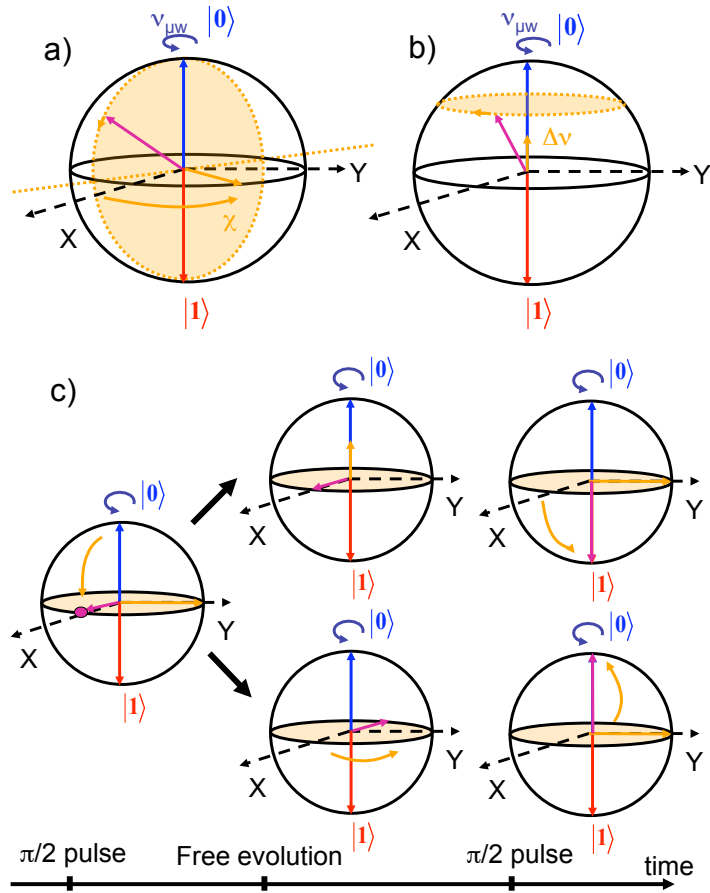 a)
ν_μw |0⟩
Y
X
χ
|1⟩
b)
ν_μw |0⟩
Δν
Y
X
|1⟩
c)
|0⟩
Y
X
|1⟩
|0⟩
Y
X
|1⟩
|0⟩
Y
X
|1⟩
|0⟩
Y
X
|1⟩
|0⟩
Y
X
|1⟩
π/2 pulse
Free evolution
π/2 pulse
time